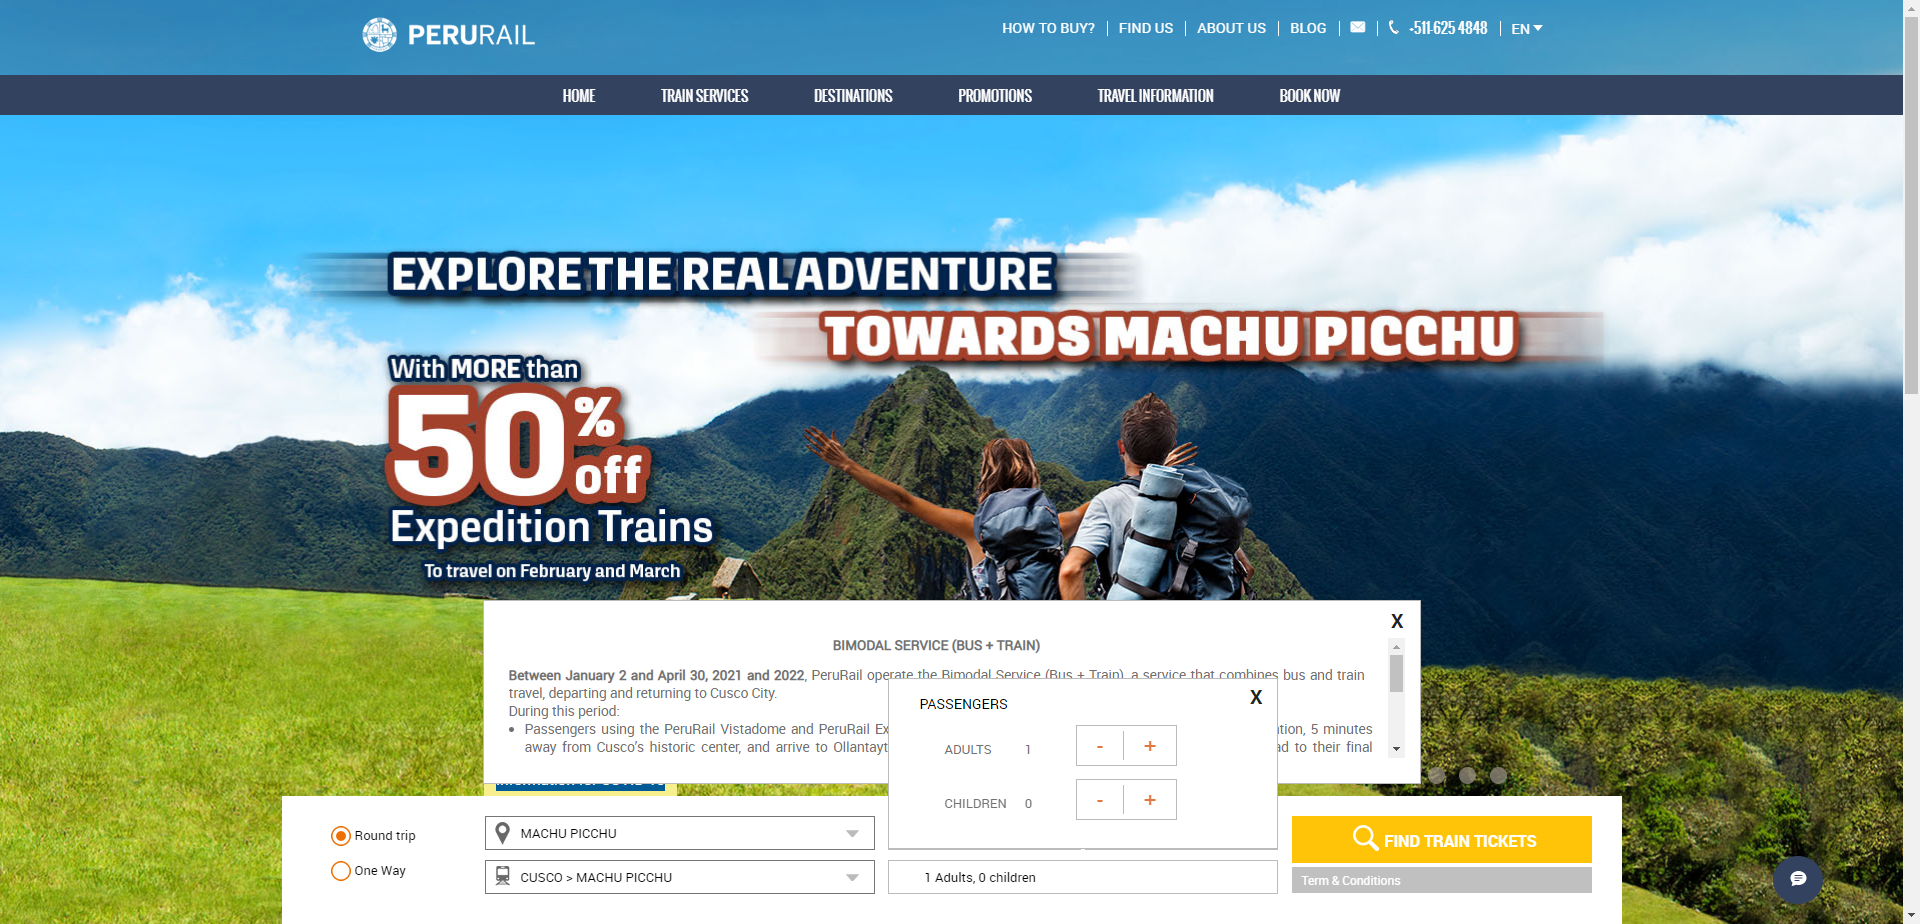 PERURAIL
HOW TO BUY?
FIND US
ABOUT US
BLOG
+511-625 4848
EN
HOME
TRAIN SERVICES
DESTINATIONS
PROMOTIONS
TRAVEL INFORMATION
BOOK NOW
EXPLORE THE REAL ADVENTURE
TOWARDS MACHU PICCHU
With MORE than
50% off
Expedition Trains
To travel on February and March
X
BIMODAL SERVICE (BUS + TRAIN)
Between January 2 and April 30, 2021 and 2022, PeruRail operate the Bimodal Service (Bus + Train), a service that combines bus and train
travel, departing and returning to Cusco City.
During this period:
• Passengers using the PeruRail Vistadome and PeruRail Ex
5 minutes
away from Cusco's historic center, and arrive to
to their final
PASSENGERS
X
ADULTS 1 - +
CHILDREN 0 - +
Round trip
One Way
MACHU PICCHU
CUSCO > MACHU PICCHU
1 Adults, 0 children
FIND TRAIN TICKETS
Term & Conditions